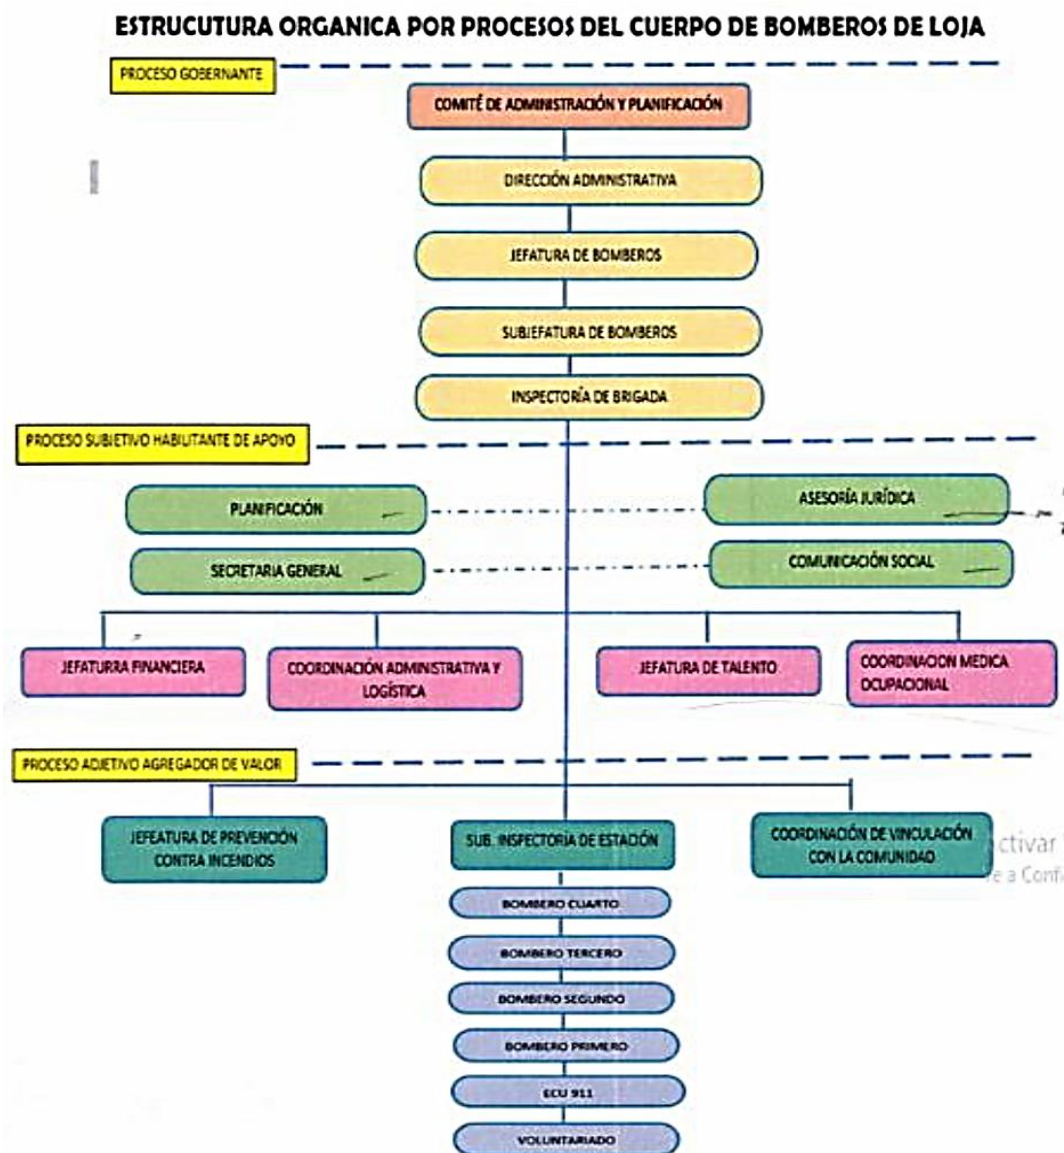 ESTRUCUTURA ORGANICA POR PROCESOS DEL CUERPO DE BOMBEROS DE LOJA
PROCESO GOBERNANTE
COMITÉ DE ADMINISTRACIÓN Y PLANIFICACIÓN
DIRECCIÓN ADMINISTRATIVA
JEFATURA DE BOMBEROS
SUBJEFATURA DE BOMBEROS
INSPECTORÍA DE BRIGADA
PROCESO SUBJETIVO HABILITANTE DE APOYO
PLANIFICACIÓN
ASESORÍA JURÍDICA
SECRETARIA GENERAL
COMUNICACIÓN SOCIAL
JEFATURRA FINANCIERA
COORDINACIÓN ADMINISTRATIVA Y
LOGÍSTICA
JEFATURA DE TALENTO
COORDINACION MEDICA
OCUPACIONAL
PROCESO ADJETIVO AGREGADOR DE VALOR
JEFEATURA DE PREVENCIÓN
CONTRA INCENDIOS
SUB. INSPECTORIA DE ESTACIÓN
COORDINACIÓN DE VINCULACIÓN
CON LA COMUNIDAD
ctivar
e a Confi
BOMBERO CUARTO
BOMBERO TERCERO
BOMBERO SEGUNDO
BOMBERO PRIMERO
ECU 911
VOLUNTARIADO